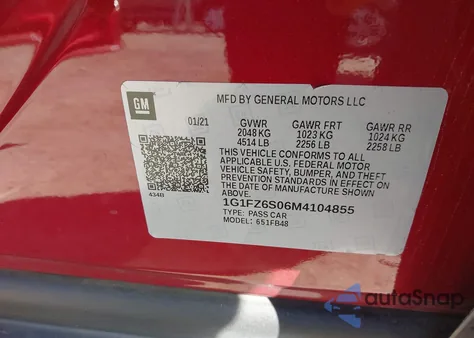 GM
MFD BY GENERAL MOTORS LLC
01/21 GVWR GAWR FRT GAWR RR
2048 KG 1023 KG 1024 KG
4514 LB 2256 LB 2258 LB
THIS VEHICLE CONFORMS TO ALL
APPLICABLE U.S. FEDERAL MOTOR
VEHICLE SAFETY, BUMPER, AND THEFT
PREVENTION STANDARDS IN EFFECT
ON THE DATE OF MANUFACTURE SHOWN
ABOVE.
434B
1G1FZ6S06M4104855
TYPE: PASS CAR
MODEL: 651FB48
autoSnap